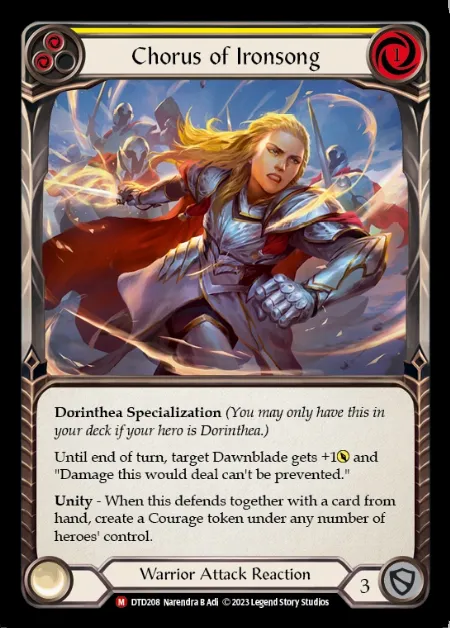 Chorus of Ironsong
1
Dorinthea Specialization (You may only have this in
your deck if your hero is Dorinthea.)
Until end of turn, target Dawnblade gets +1 and
"Damage this would deal can't be prevented."
Unity - When this defends together with a card from
hand, create a Courage token under any number of
heroes' control.
Warrior Attack Reaction
3
M DTD208 Narendra B Adi © 2023 Legend Story Studios